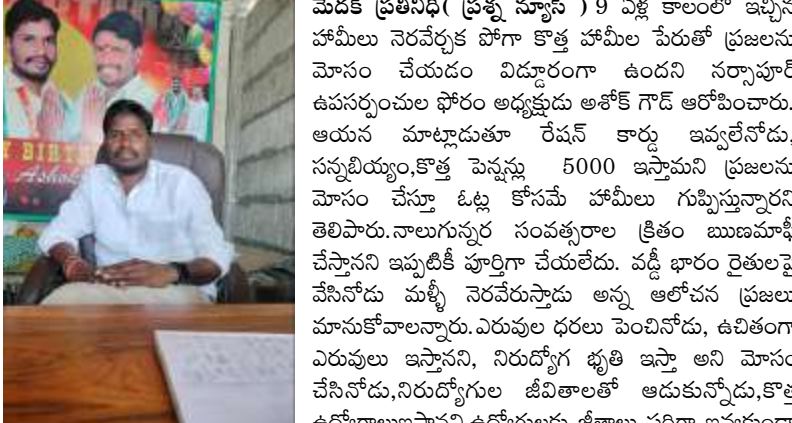 Y BIRTH
Ashok
మెదక్ ప్రతినిధి( ప్రశ్న న్యూస్ ) 9 ఏళ్ల కాలంలో ఇచ్చిన
హామీలు నెరవేర్చక పోగా కొత్త హామీల పేరుతో ప్రజలను
మోసం చేయడం విడ్డూరంగా ఉందని నర్సాపూర్
ఉపసర్పంచుల ఫోరం అధ్యక్షుడు అశోక్ గౌడ్ ఆరోపించారు.
ఆయన మాట్లాడుతూ రేషన్ కార్డు ఇవ్వలేనోడు,
సన్నబియ్యం,కొత్త పెన్షన్లు 5000 ఇస్తామని ప్రజలను
మోసం చేస్తూ ఓట్ల కోసమే హామీలు గుప్పిస్తున్నారని
తెలిపారు.నాలుగున్నర సంవత్సరాల క్రితం ఋణమాఫీ
చేస్తానని ఇప్పటికీ పూర్తిగా చేయలేదు. వడ్డీ భారం రైతులపై
వేసినోడు మళ్ళీ నెరవేరుస్తాడు అన్న ఆలోచన ప్రజలు
మానుకోవాలన్నారు.ఎరువుల ధరలు పెంచినోడు, ఉచితంగా
ఎరువులు ఇస్తానని, నిరుద్యోగ భృతి ఇస్తా అని మోసం
చేసినోడు,నిరుద్యోగుల జీవితాలతో ఆడుకున్నోడు,కొత్త